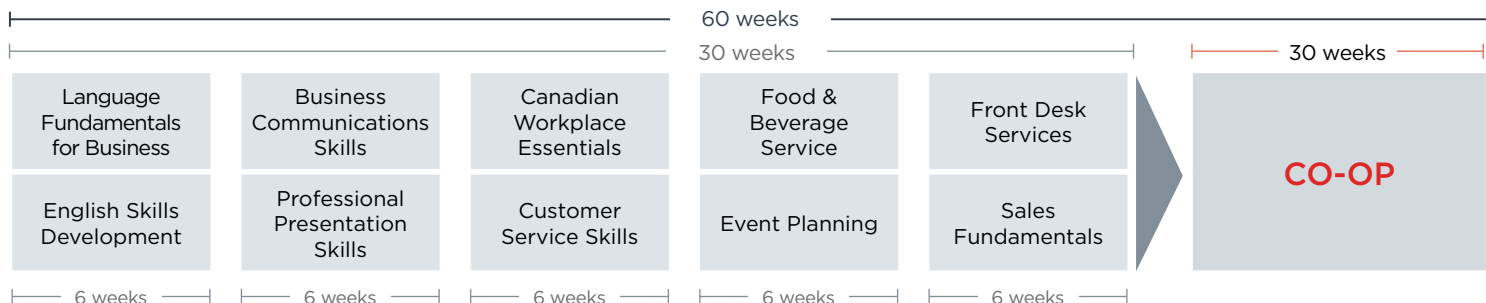 60 weeks
30 weeks
30 weeks
Language
Fundamentals
for Business
Business
Communications
Skills
Canadian
Workplace
Essentials
Food &
Beverage
Service
Front Desk
Services
CO-OP
English Skills
Development
Professional
Presentation
Skills
Customer
Service Skills
Event Planning
Sales
Fundamentals
6 weeks
6 weeks
6 weeks
6 weeks
6 weeks